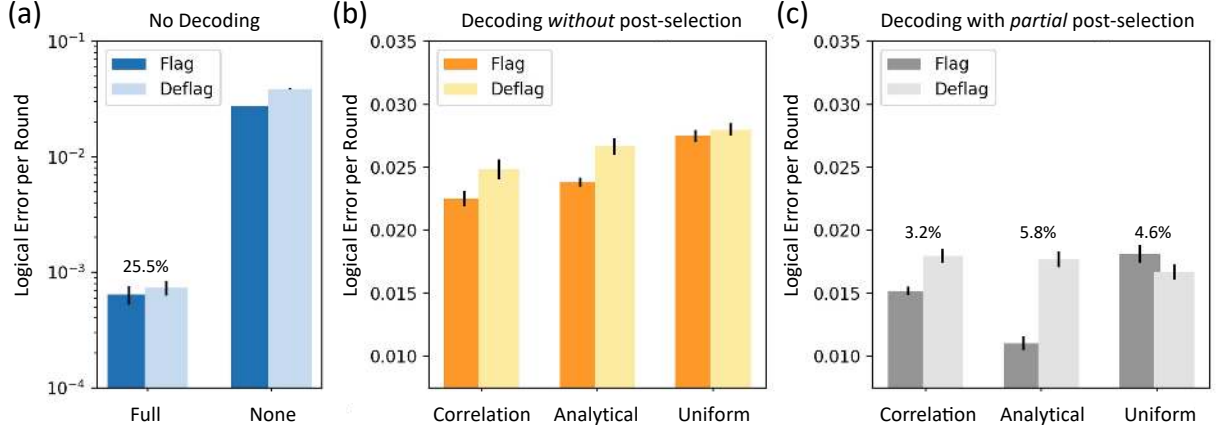 (a)
No Decoding
Logical Error per Round
10⁻¹
10⁻²
10⁻³
10⁻⁴
Flag
Deflag
25.5%
Full
None
(b)
Decoding without post-selection
Logical Error per Round
0.035
0.030
0.025
0.020
0.015
0.010
Flag
Deflag
Correlation
Analytical
Uniform
(c)
Decoding with partial post-selection
Logical Error per Round
0.035
0.030
0.025
0.020
0.015
0.010
Flag
Deflag
3.2%
5.8%
4.6%
Correlation
Analytical
Uniform